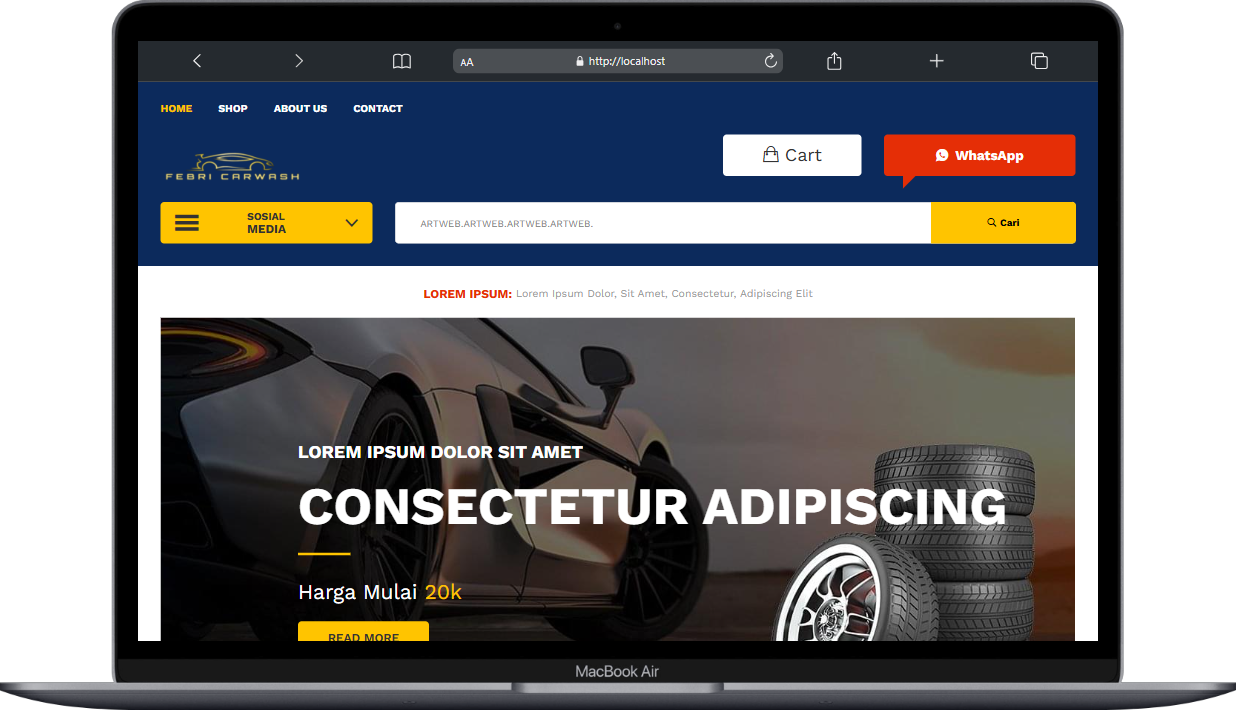 AA http://localhost
HOME SHOP ABOUT US CONTACT
Cart
WhatsApp
FEBRI CARWASH
SOSIAL
MEDIA
ARTWEB.ARTWEB.ARTWEB.ARTWEB.
Cari
LOREM IPSUM: Lorem Ipsum Dolor, Sit Amet, Consectetur, Adipiscing Elit
LOREM IPSUM DOLOR SIT AMET
CONSECTETUR ADIPISCING
Harga Mulai 20k
READ MORE
MacBook Air